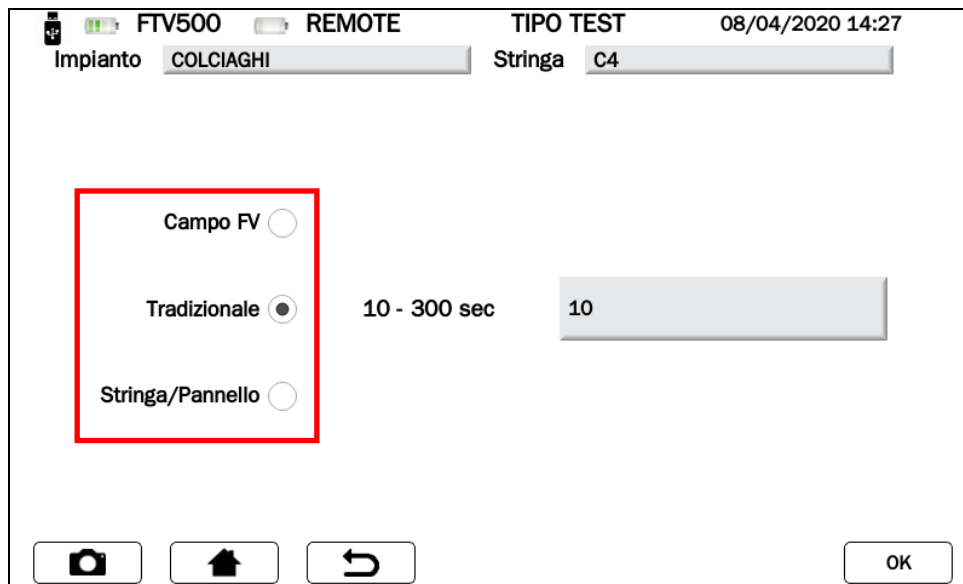 FTV500 REMOTE TIPO TEST 08/04/2020 14:27
Impianto COLCIAGHI Stringa C4
Campo FV
Tradizionale 10 - 300 sec 10
Stringa/Pannello
OK